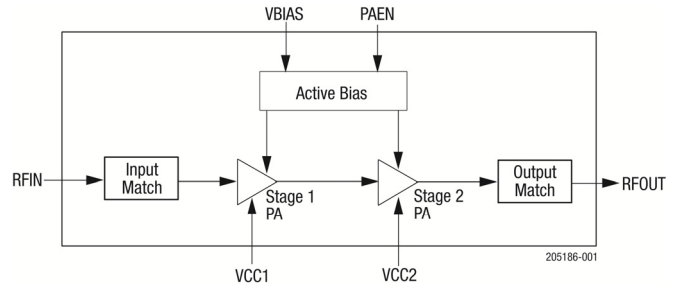 VBIAS PAEN
Active Bias
RFIN
Input
Match
Stage 1
PA
Stage 2
PA
Output
Match
RFOUT
205186-001
VCC1 VCC2